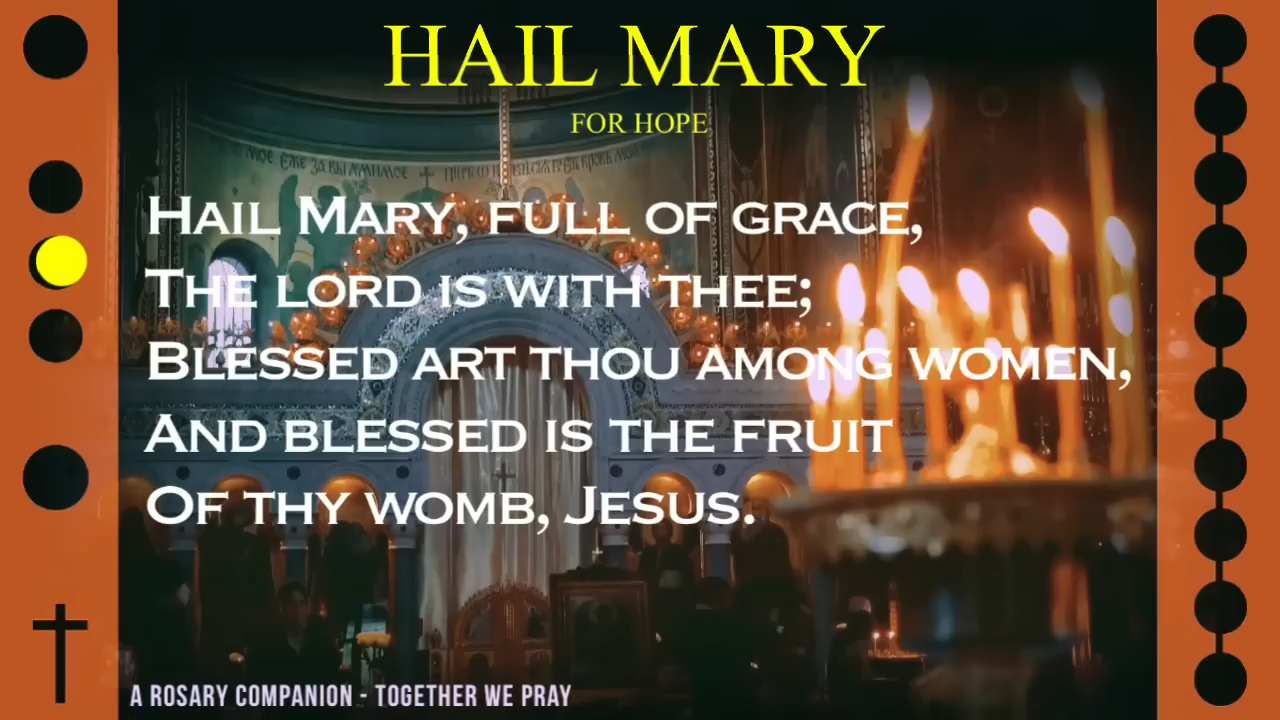 HAIL MARY
FOR HOPE
HAIL MARY, FULL OF GRACE,
THE LORD IS WITH THEE;
BLESSED ART THOU AMONG WOMEN,
AND BLESSED IS THE FRUIT
OF THY WOMB, JESUS.
A ROSARY COMPANION - TOGETHER WE PRAY